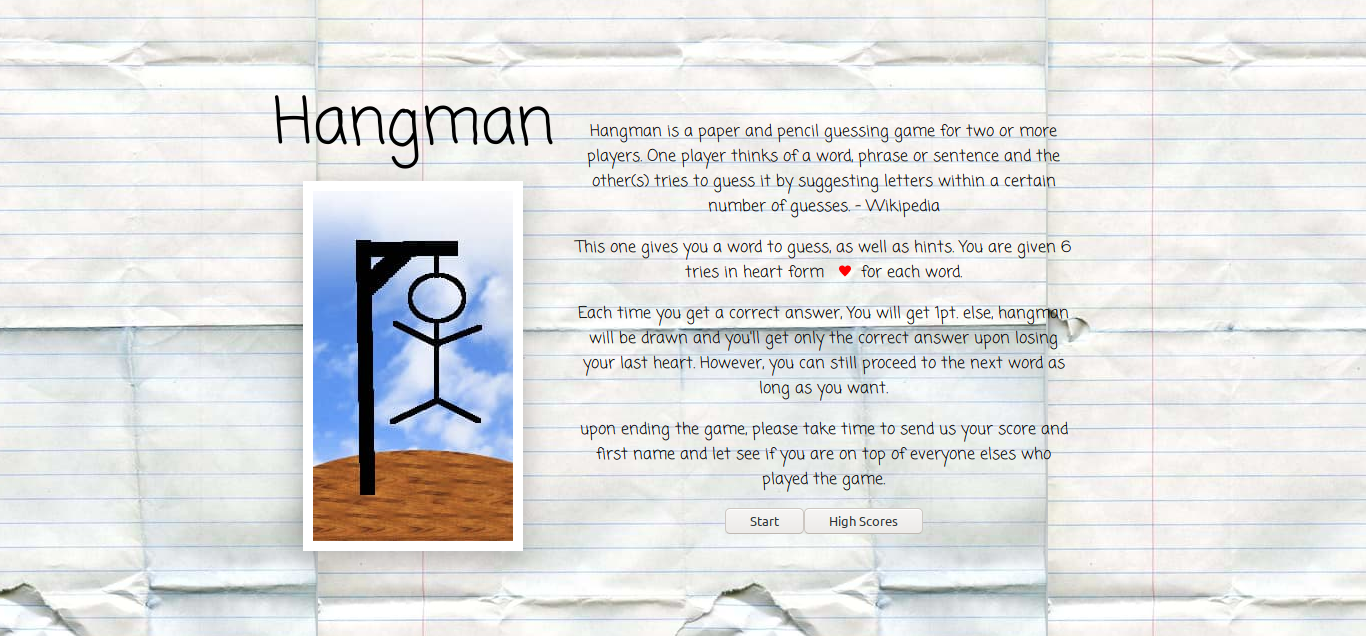 Hangman
Hangman is a paper and pencil guessing game for two or more
players. One player thinks of a word, phrase or sentence and the
other(s) tries to guess it by suggesting letters within a certain
number of guesses. - Wikipedia
This one gives you a word to guess, as well as hints. You are given 6
tries in heart form ♥ for each word.
Each time you get a correct answer, You will get 1pt. else, hangman
will be drawn and you'll get only the correct answer upon losing
your last heart. However, you can still proceed to the next word as
long as you want.
upon ending the game, please take time to send us your score and
first name and let see if you are on top of everyone elses who
played the game.
Start
High Scores